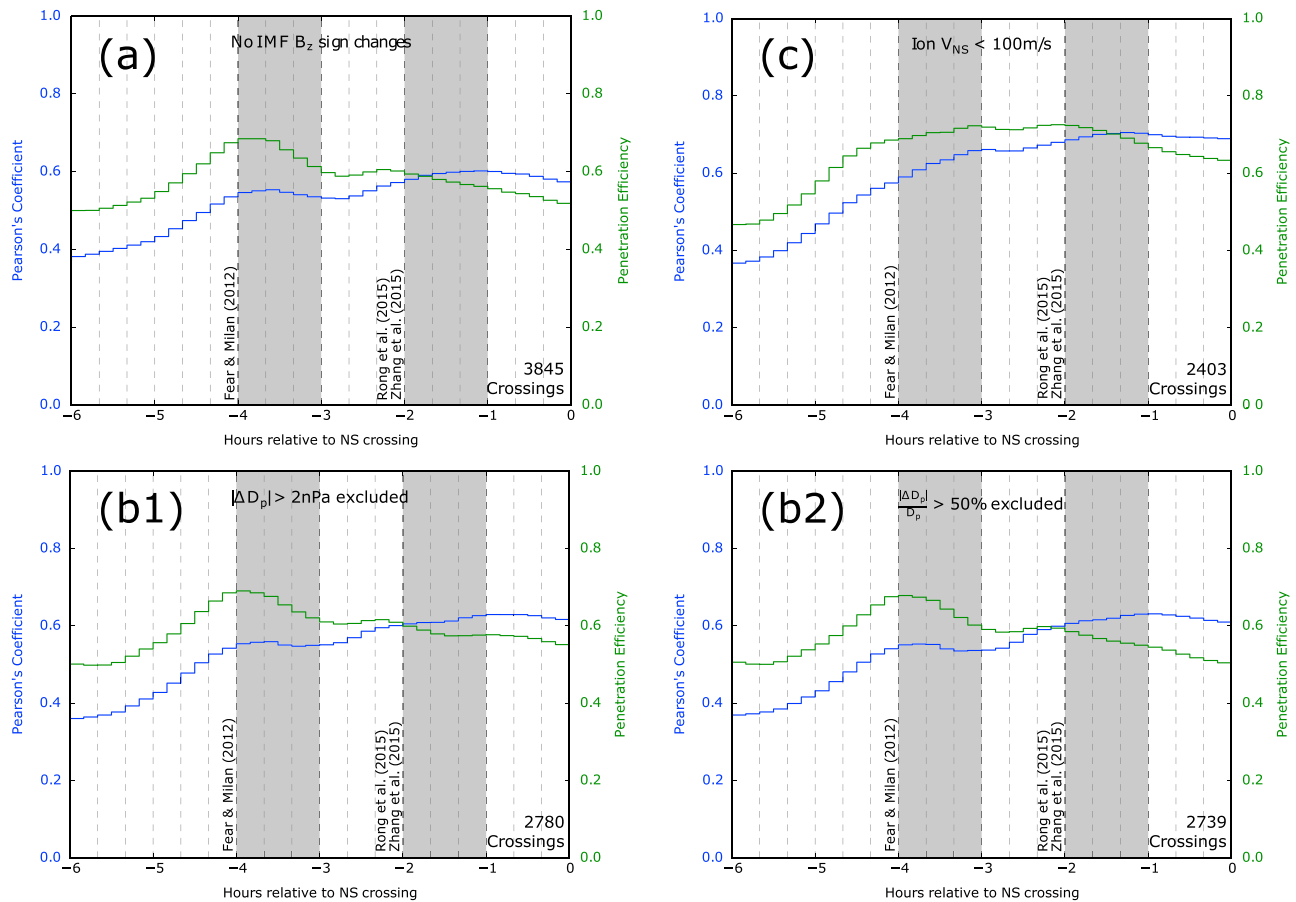 (a)
No IMF Bz sign changes
1.0
0.8
0.6
0.4
0.2
0.0
Pearson's Coefficient
1.0
0.8
0.6
0.4
0.2
0.0
Penetration Efficiency
Fear & Milan (2012)
Rong et al. (2015)
Zhang et al. (2015)
3845
Crossings
−6 −5 −4 −3 −2 −1 0
Hours relative to NS crossing
(c)
Ion VNS < 100m/s
1.0
0.8
0.6
0.4
0.2
0.0
Pearson's Coefficient
1.0
0.8
0.6
0.4
0.2
0.0
Penetration Efficiency
Fear & Milan (2012)
Rong et al. (2015)
Zhang et al. (2015)
2403
Crossings
−6 −5 −4 −3 −2 −1 0
Hours relative to NS crossing
(b1)
|ΔDp| > 2nPa excluded
1.0
0.8
0.6
0.4
0.2
0.0
Pearson's Coefficient
1.0
0.8
0.6
0.4
0.2
0.0
Penetration Efficiency
Fear & Milan (2012)
Rong et al. (2015)
Zhang et al. (2015)
2780
Crossings
−6 −5 −4 −3 −2 −1 0
Hours relative to NS crossing
(b2)
|ΔDp|/Dp > 50% excluded
1.0
0.8
0.6
0.4
0.2
0.0
Pearson's Coefficient
1.0
0.8
0.6
0.4
0.2
0.0
Penetration Efficiency
Fear & Milan (2012)
Rong et al. (2015)
Zhang et al. (2015)
2739
Crossings
−6 −5 −4 −3 −2 −1 0
Hours relative to NS crossing